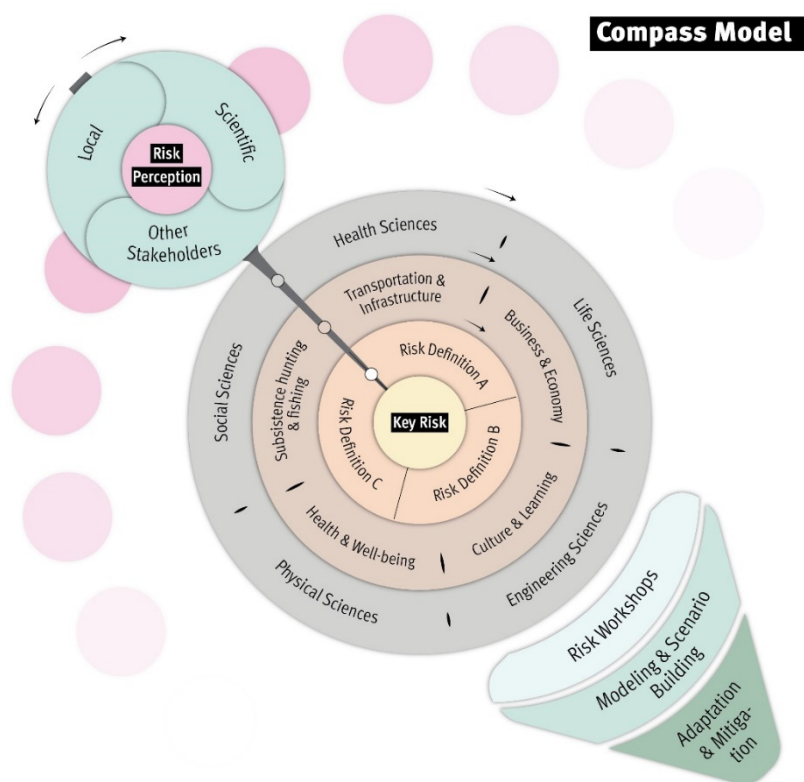 Compass Model
Local
Scientific
Risk
Perception
Other
Stakeholders
Health Sciences
Life Sciences
Engineering Sciences
Physical Sciences
Social Sciences
Transportation &
Infrastructure
Business & Economy
Culture & Learning
Health & Well-being
Subsistence hunting
& fishing
Risk Definition A
Risk Definition B
Risk Definition C
Key Risk
Risk Workshops
Modeling & Scenario
Building
Adaptation
& Mitiga-
tion